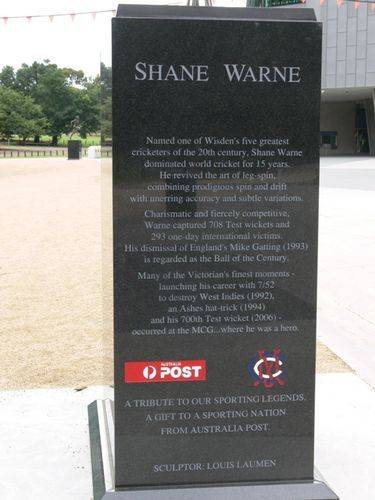 SHANE WARNE
Named one of Wisden's five greatest
cricketers of the 20th century, Shane Warne
dominated world cricket for 15 years.
He revived the art of leg-spin,
combining prodigious spin and drift
with unerring accuracy and subtle variations.
Charismatic and fiercely competitive,
Warne captured 708 Test wickets and
293 one-day international victims.
His dismissal of England's Mike Gatting (1993)
is regarded as the Ball of the Century.
Many of the Victorian's finest moments -
launching his career with 7/52
to destroy West Indies (1992),
an Ashes hat-trick (1994)
and his 700th Test wicket (2006) -
occurred at the MCG...where he was a hero.
AUSTRALIA
POST
MCC
A TRIBUTE TO OUR SPORTING LEGENDS.
A GIFT TO A SPORTING NATION
FROM AUSTRALIA POST.
SCULPTOR: LOUIS LAUMEN